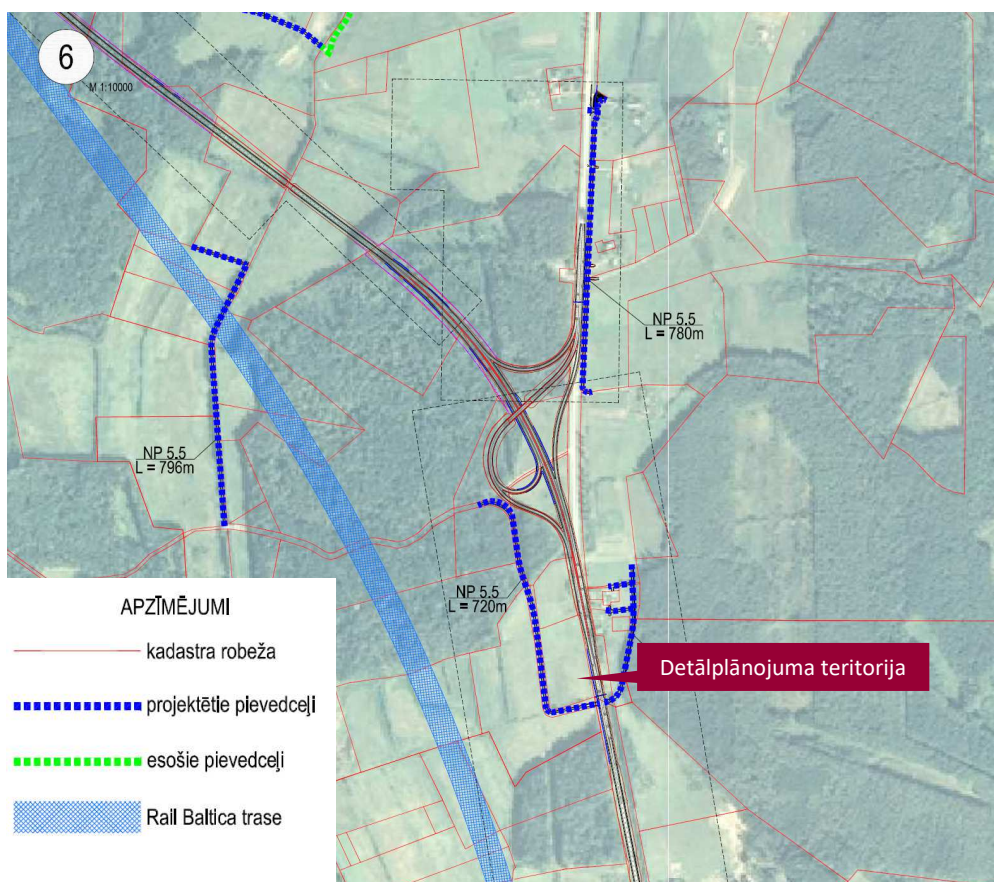 6
M 1:10000
NP 5.5
L = 780m
NP 5.5
L = 796m
NP 5.5
L = 720m
Detālplānojuma teritorija
APZĪMĒJUMI
kadastra robeža
projektētie pievedceļi
esošie pievedceļi
Rail Baltica trase